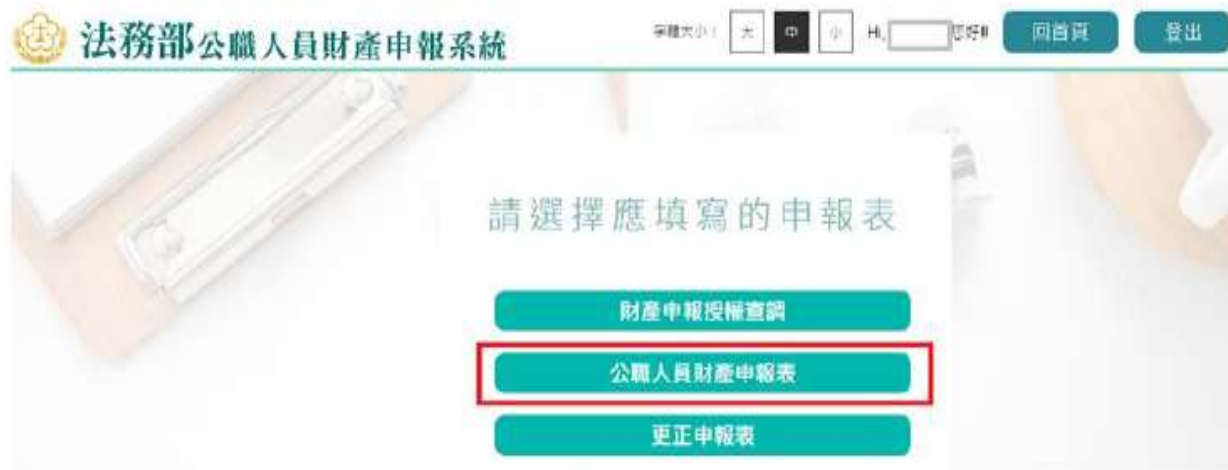 法務部公職人員財產申報系統
字體大小： 大 中 小 Hi, 您好!! 回首頁 登出
請選擇應填寫的申報表
財產申報授權查調
公職人員財產申報表
更正申報表